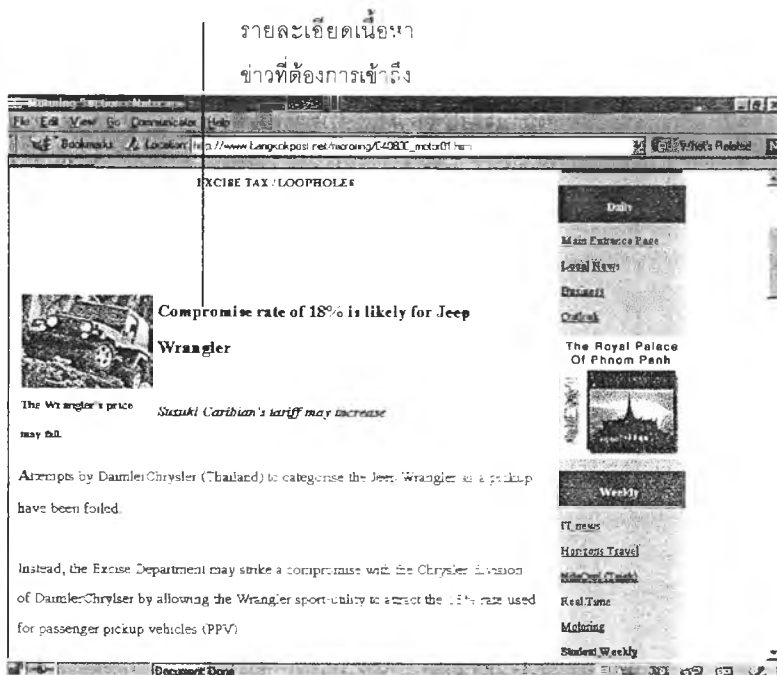 รายละเอียดเนื้อหา
ข่าวที่ต้องการเข้าถึง
File Edit View Go Communicator Help
Bookmarks Location: What's Related
EXCISE TAX / LOOPHOLES
Compromise rate of 18% is likely for Jeep
Wrangler
The Wrangler's price
may fall.
Suzuki Caribian's tariff may increase
Attempts by DaimlerChrysler (Thailand) to categorise the Jeep Wrangler as a pickup
have been foiled.
Instead, the Excise Department may strike a compromise with the Chrysler division
of DaimlerChrylser by allowing the Wrangler sport-utility to attract the rate used
for passenger pickup vehicles (PPV)
Daily
Main Entrance Page
Local News
Business
Outlook
The Royal Palace
Of Phnom Penh
Weekly
IT news
Horizons Travel
Real.Time
Motoring
Student Weekly
Document: Done